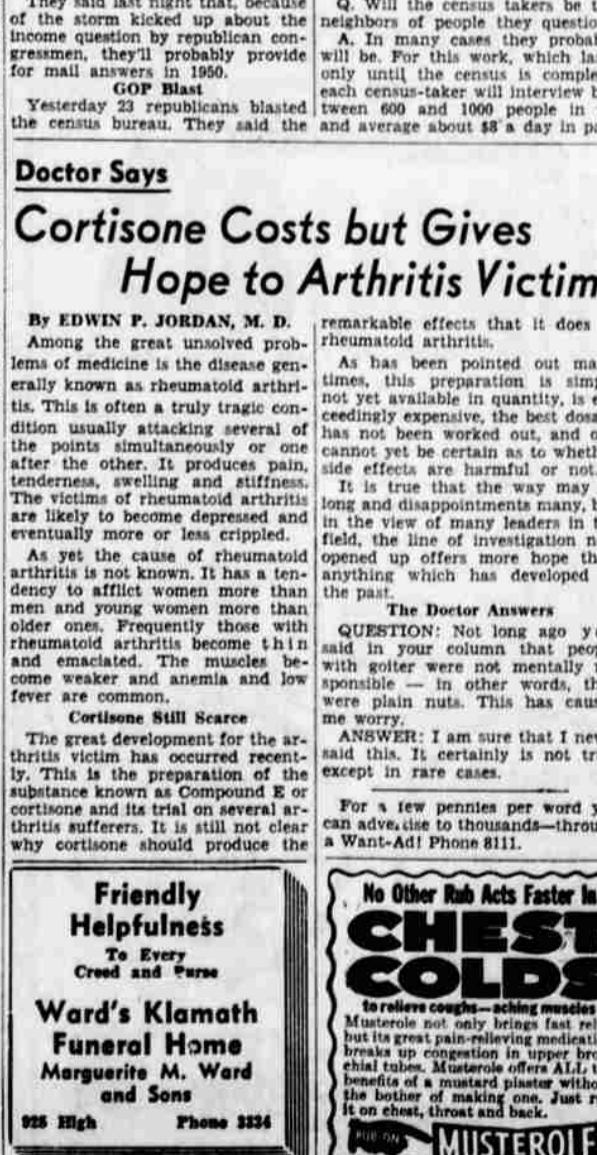 They said last night that, because
of the storm kicked up about the
income question by republican con-
gressmen, they'll probably provide
for mail answers in 1950.
GOP Blast
Yesterday 23 republicans blasted
the census bureau. They said the
Q. Will the census takers be t
neighbors of people they questio
A. In many cases they probab
will be. For this work, which la
only until the census is comple
each census-taker will interview b
tween 600 and 1000 people in
and average about $8 a day in pa
Doctor Says
Cortisone Costs but Gives
Hope to Arthritis Victim
By EDWIN P. JORDAN, M. D.
Among the great unsolved prob-
lems of medicine is the disease gen-
erally known as rheumatoid arthri-
tis. This is often a truly tragic con-
dition usually attacking several of
the points simultaneously or one
after the other. It produces pain,
tenderness, swelling and stiffness.
The victims of rheumatoid arthritis
are likely to become depressed and
eventually more or less crippled.
As yet the cause of rheumatoid
arthritis is not known. It has a ten-
dency to afflict women more than
men and young women more than
older ones. Frequently those with
rheumatoid arthritis become thin
and emaciated. The muscles be-
come weaker and anemia and low
fever are common.
Cortisone Still Scarce
The great development for the ar-
thritis victim has occurred recent-
ly. This is the preparation of the
substance known as Compound E or
cortisone and its trial on several ar-
thritis sufferers. It is still not clear
why cortisone should produce the
remarkable effects that it does
rheumatoid arthritis.
As has been pointed out ma
times, this preparation is simp
not yet available in quantity, is e
ceedingly expensive, the best dosa
has not been worked out, and o
cannot yet be certain as to wheth
side effects are harmful or not.
It is true that the way may
long and disappointments many, b
in the view of many leaders in t
field, the line of investigation n
opened up offers more hope tha
anything which has developed
the past.
The Doctor Answers
QUESTION: Not long ago yo
said in your column that peop
with goiter were not mentally r
sponsible — in other words, th
were plain nuts. This has caus
me worry.
ANSWER: I am sure that I nev
said this. It certainly is not tr
except in rare cases.
For a few pennies per word y
can advertise to thousands—throu
a Want-Ad! Phone 8111.
Friendly
Helpfulness
To Every
Creed and Purse
Ward's Klamath
Funeral Home
Marguerite M. Ward
and Sons
925 High Phone 3334
No Other Rub Acts Faster In
CHEST
COLDS
to relieve coughs—aching muscles
Musterole not only brings fast rel
but its great pain-relieving medicati
breaks up congestion in upper bro
chial tubes. Musterole offers ALL t
benefits of a mustard plaster witho
the bother of making one. Just r
it on chest, throat and back.
RUB ON
MUSTEROLE